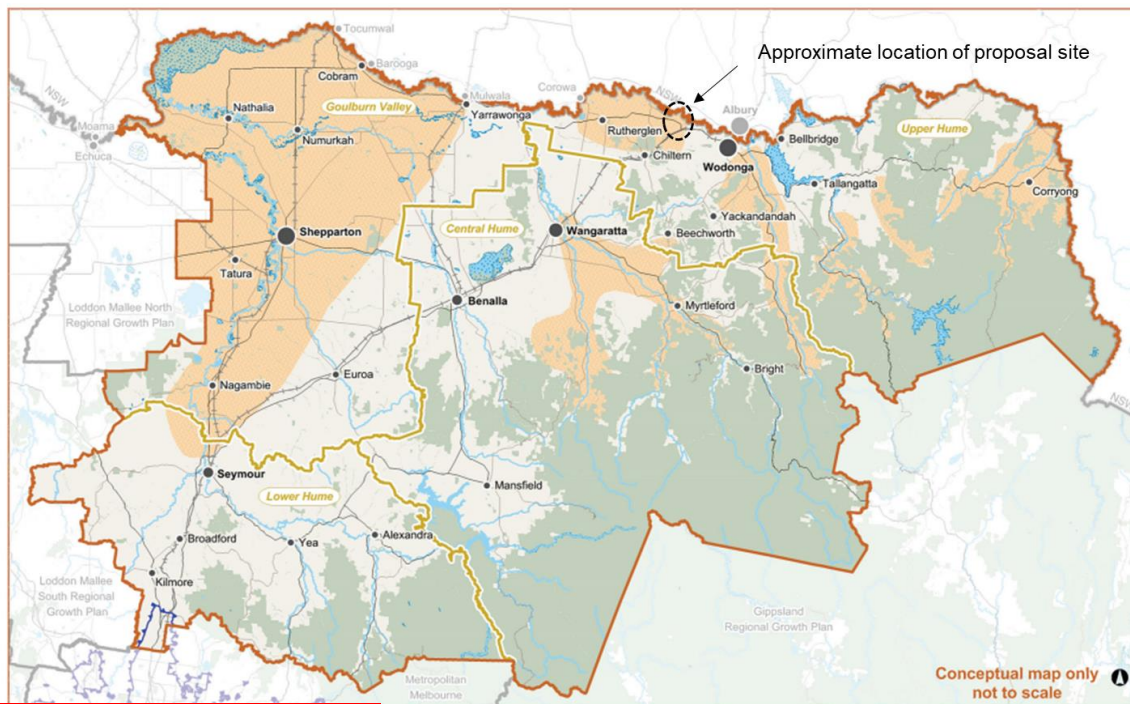 Tocumwal
Barooga
Cobram
NSW
Approximate location of proposal site
Mulwala
Corowa
NSW
Albury
Nathalia
Goulburn Valley
Yarrawonga
Rutherglen
Bellbridge
Upper Hume
Moama
Echuca
Numurkah
Chiltern
Wodonga
Tallangatta
Corryong
Shepparton
Central Hume
Wangaratta
Yackandandah
Beechworth
Tatura
Loddon Mallee North
Regional Growth Plan
Benalla
Myrtleford
Nagambie
Euroa
Bright
NSW
Seymour
Lower Hume
Mansfield
Broadford
Yea
Alexandra
Loddon Mallee
South Regional
Growth Plan
Kilmore
Gippsland
Regional Growth Plan
Metropolitan
Melbourne
Conceptual map only
not to scale